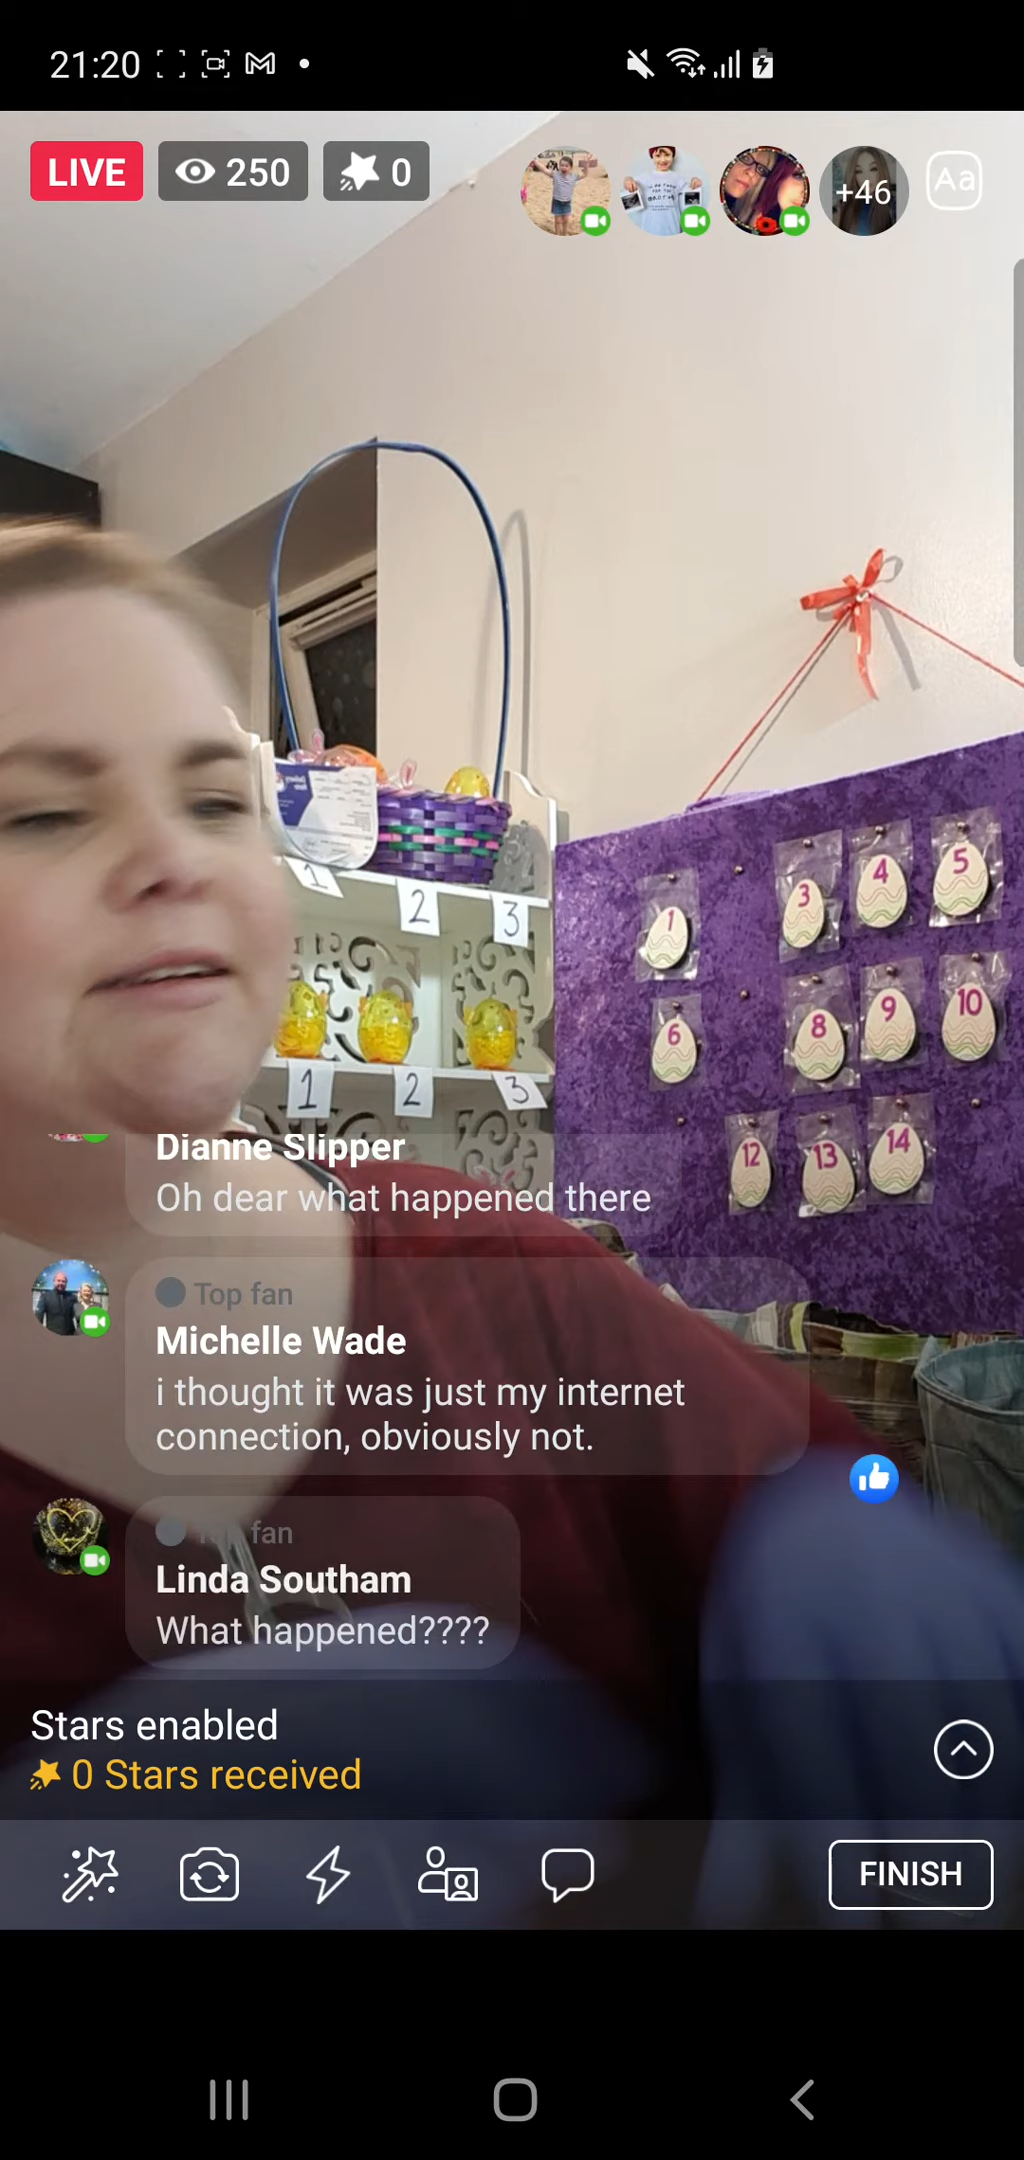 21:20
LIVE
250
0
+46
Aa
1
2
3
1
2
3
1
3
4
5
6
8
9
10
12
13
14
Dianne Slipper
Oh dear what happened there
Top fan
Michelle Wade
i thought it was just my internet
connection, obviously not.
fan
Linda Southam
What happened????
Stars enabled
0 Stars received
FINISH